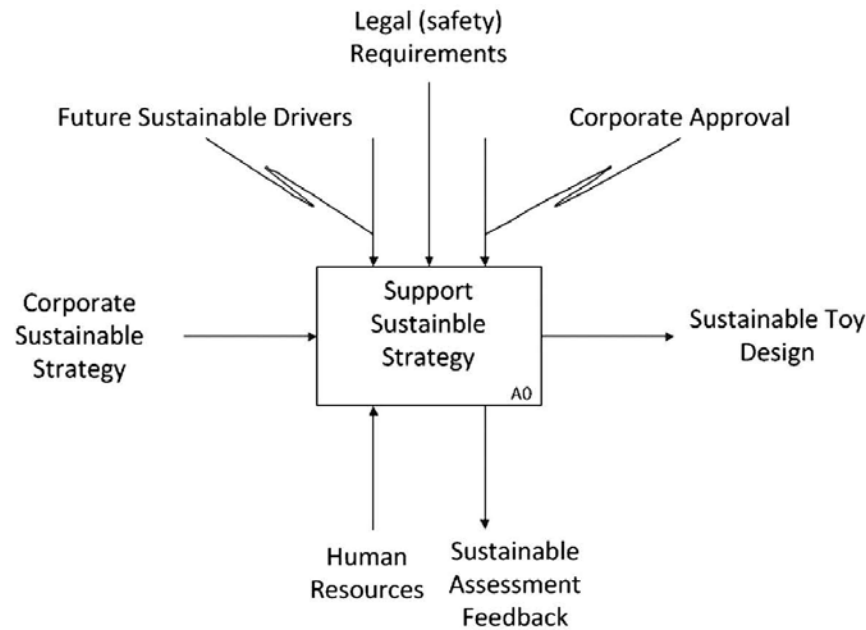 Legal (safety)
Requirements
Future Sustainable Drivers
Corporate Approval
Corporate
Sustainable
Strategy
Support
Sustainble
Strategy
A0
Sustainable Toy
Design
Human
Resources
Sustainable
Assessment
Feedback